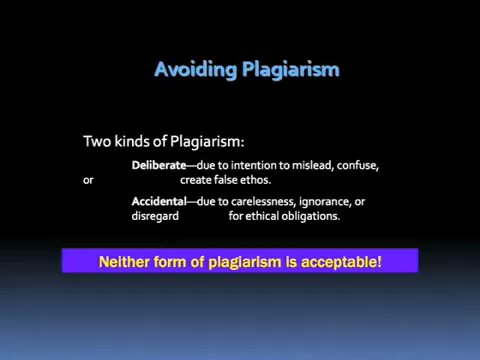 Avoiding Plagiarism
Two kinds of Plagiarism:
Deliberate—due to intention to mislead, confuse,
or create false ethos.
Accidental—due to carelessness, ignorance, or
disregard for ethical obligations.
Neither form of plagiarism is acceptable!